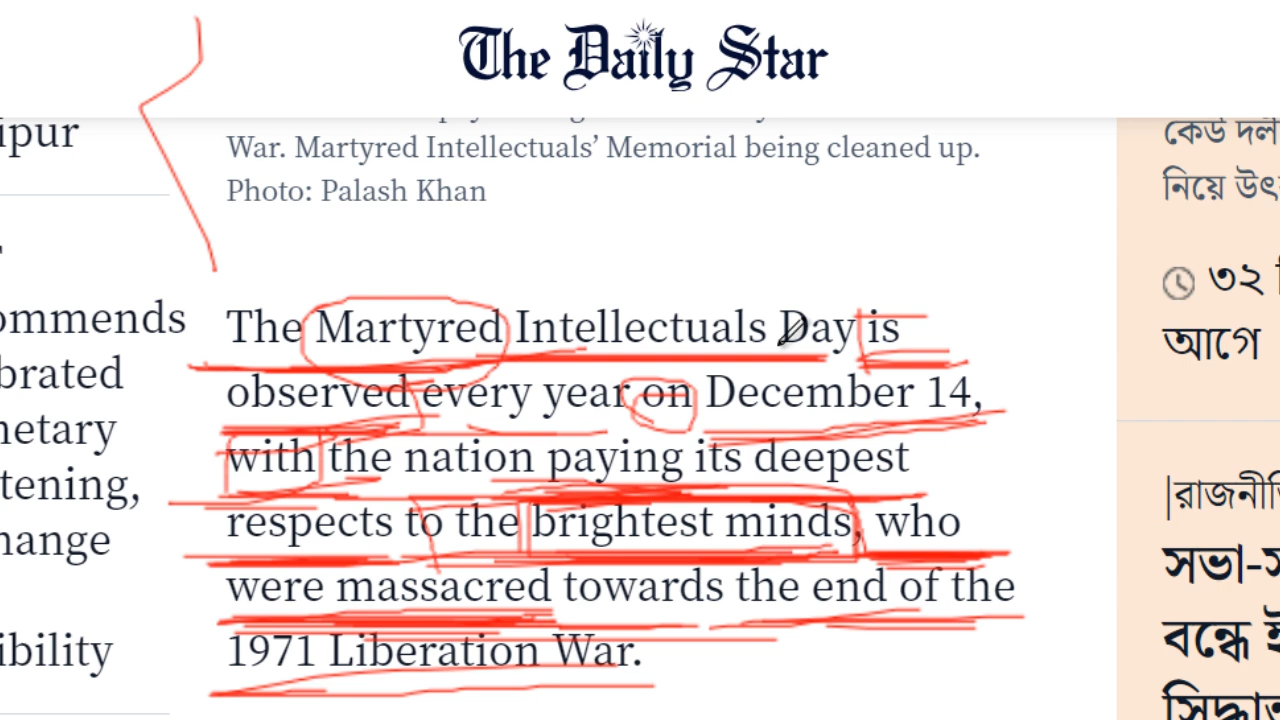 The Daily Star
War. Martyred Intellectuals’ Memorial being cleaned up.
Photo: Palash Khan
The Martyred Intellectuals Day is
observed every year on December 14,
with the nation paying its deepest
respects to the brightest minds, who
were massacred towards the end of the
1971 Liberation War.
ipur
ommends
brated
netary
tening,
hange
ibility
কেউ দল
নিয়ে উৎ
৩২
আগে
|রাজনীতি
সভা-স
বন্ধে ই
সিদ্ধান্ত